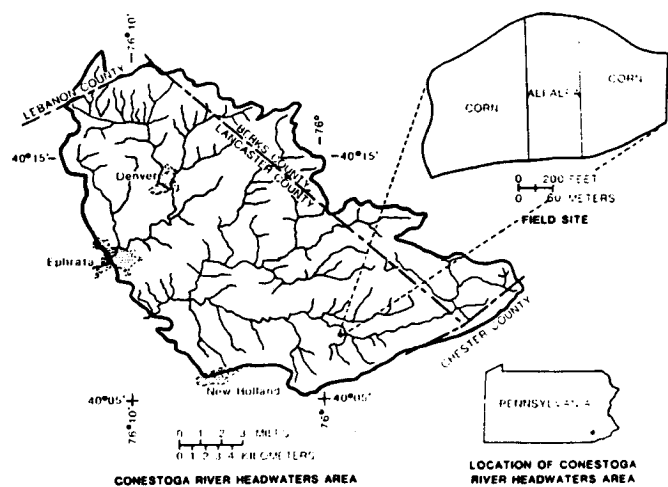 76°10'
LEBANON COUNTY
BERKS COUNTY
LANCASTER COUNTY
76°
40°15'
40°15'
Denver
Ephrata
New Holland
CHESTER COUNTY
40°05'
40°05'
76°10'
76°
0 1 2 3 MILES
0 1 2 3 4 KILOMETERS
CONESTOGA RIVER HEADWATERS AREA
CORN
ALFALFA
CORN
0 200 FEET
0 60 METERS
FIELD SITE
PENNSYLVANIA
LOCATION OF CONESTOGA
RIVER HEADWATERS AREA